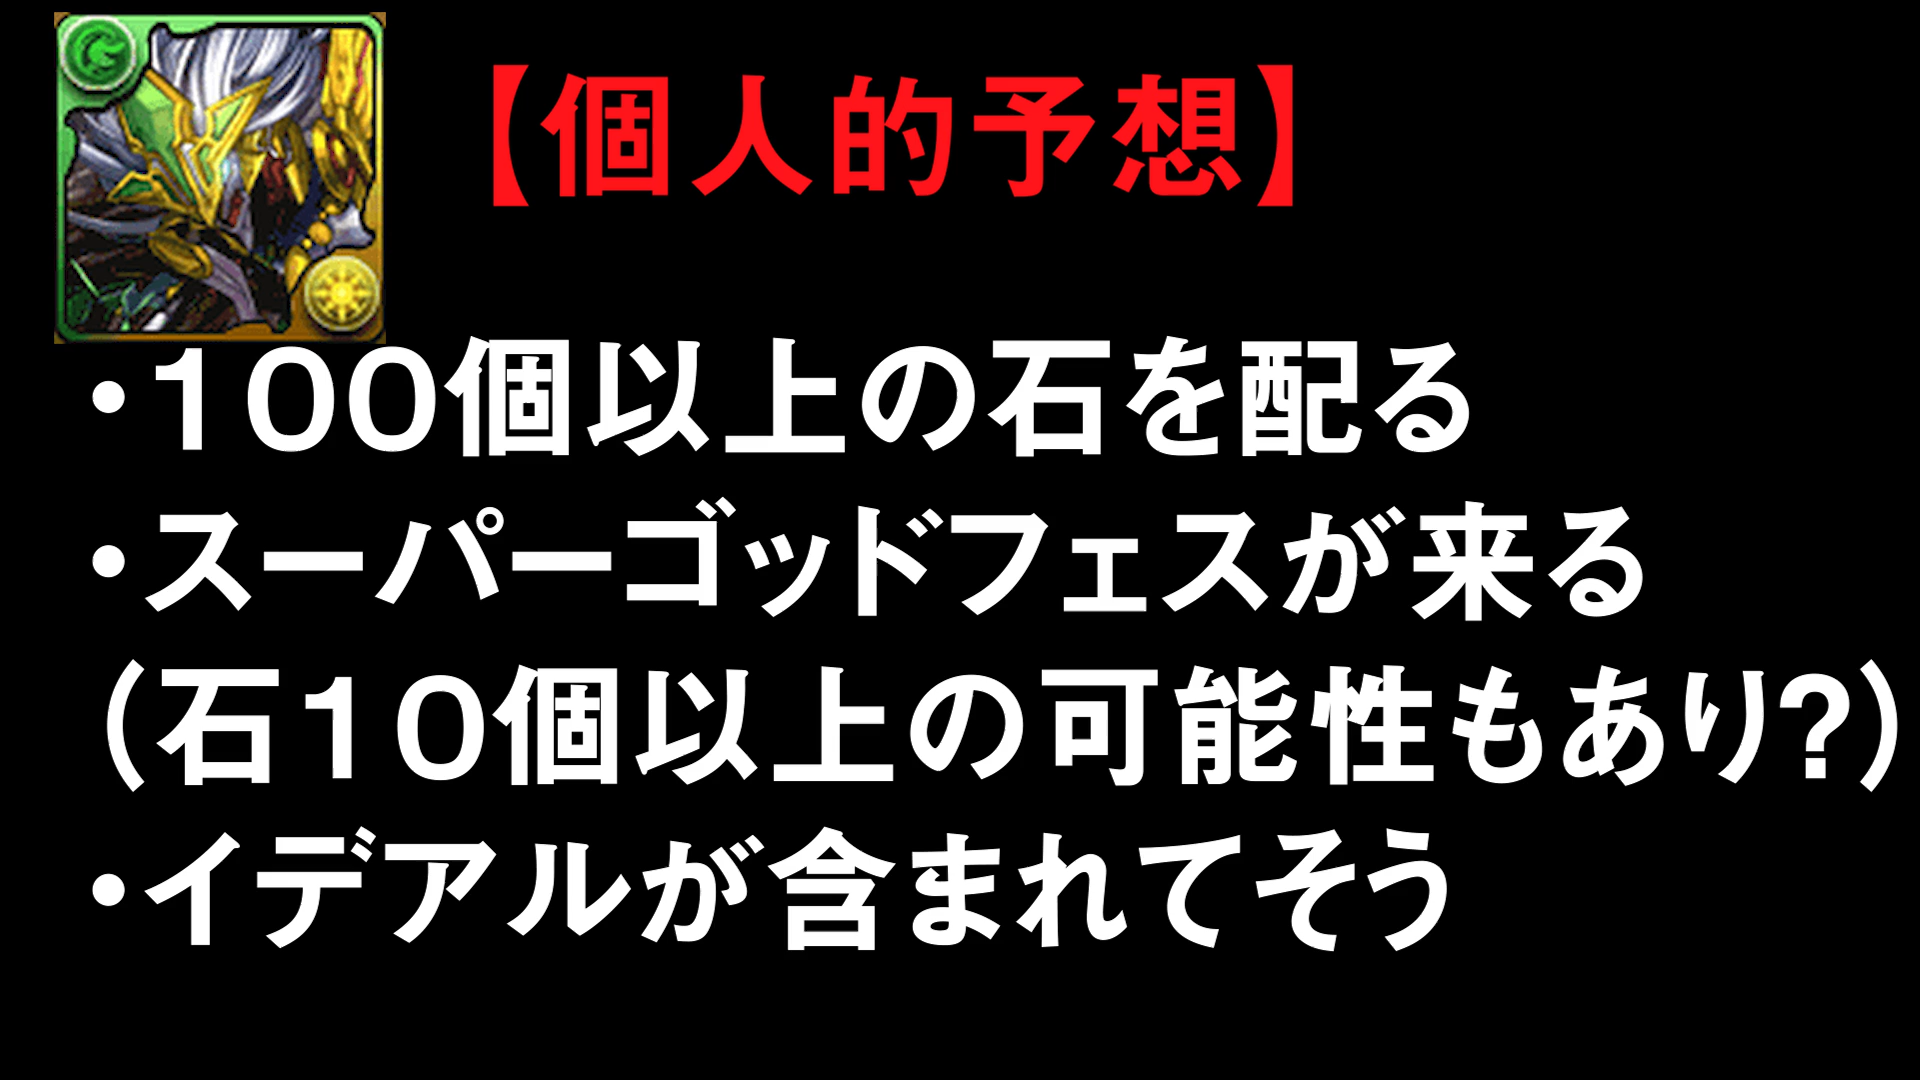 【個人的予想】
・100個以上の石を配る
・スーパーゴッドフェスが来る
(石10個以上の可能性もあり?)
・イデアルが含まれてそう